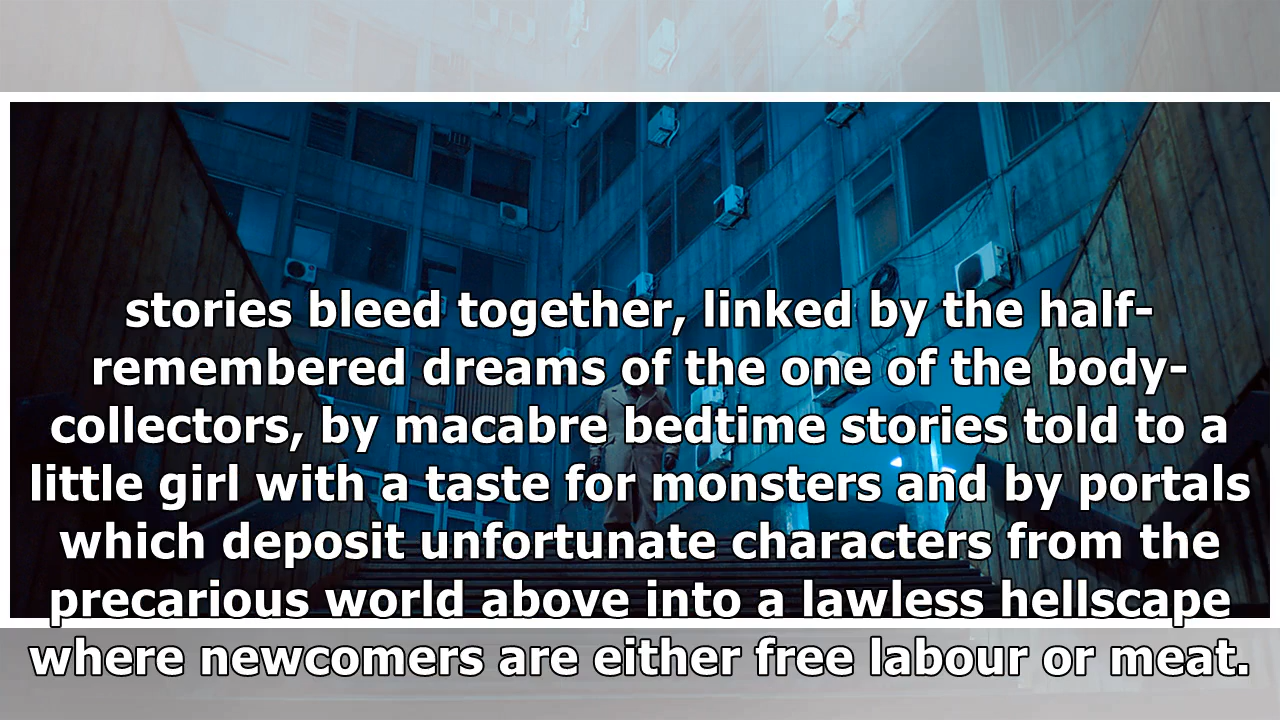 stories bleed together, linked by the half-
remembered dreams of the one of the body-
collectors, by macabre bedtime stories told to a
little girl with a taste for monsters and by portals
which deposit unfortunate characters from the
precarious world above into a lawless hellscape
where newcomers are either free labour or meat.